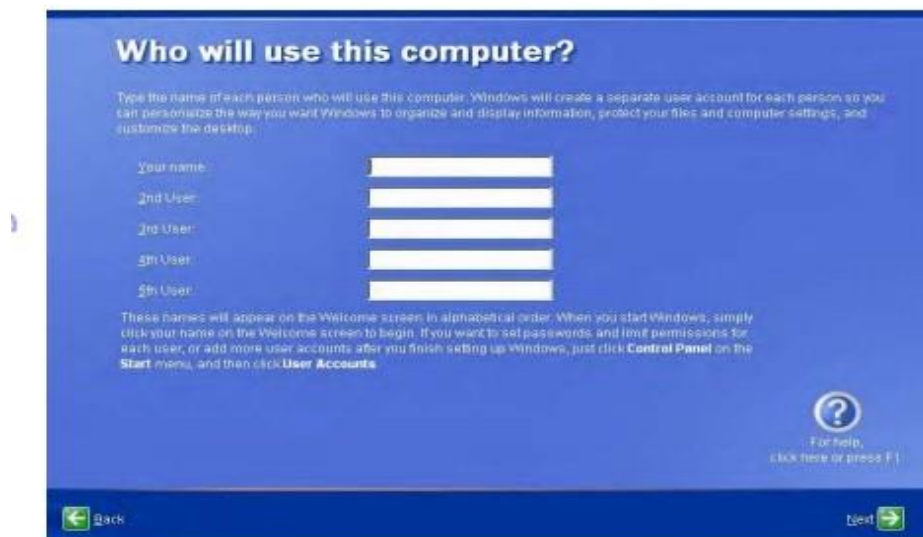 Who will use this computer?
Type the name of each person who will use this computer. Windows will create a separate user account for each person so you
can personalize the way you want Windows to organize and display information, protect your files and computer settings, and
customize the desktop.
Your name:
2nd User:
3rd User:
4th User:
5th User:
These names will appear on the Welcome screen in alphabetical order. When you start Windows, simply
click your name on the Welcome screen to begin. If you want to set passwords and limit permissions for
each user, or add more user accounts after you finish setting up Windows, just click Control Panel on the
Start menu, and then click User Accounts.
?
For help,
click here or press F1
Back
Next